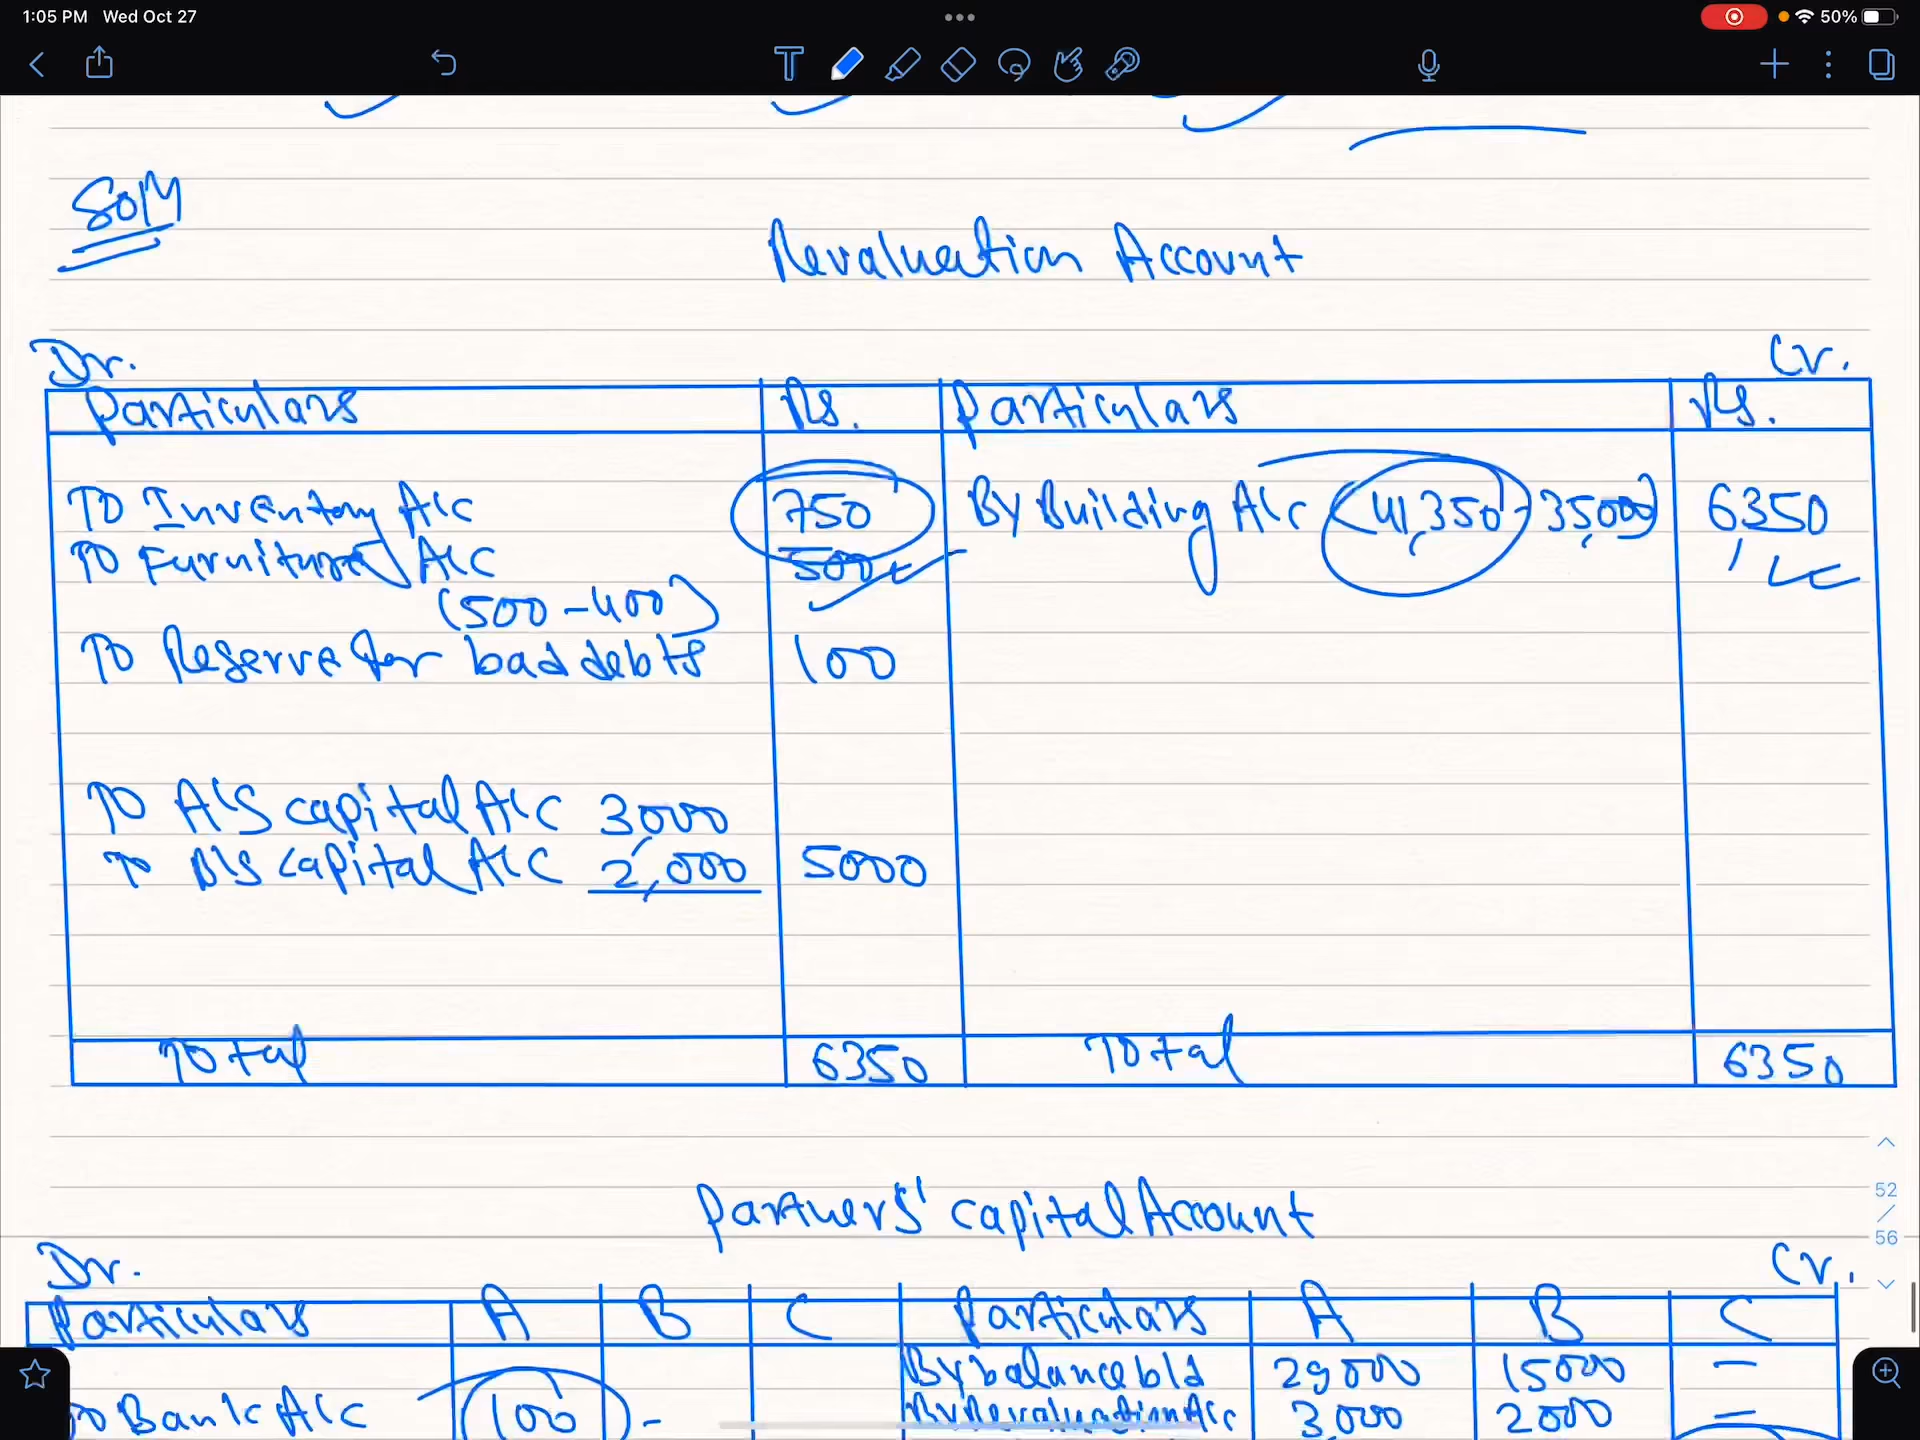 1:05 PM Wed Oct 27
50%
SOM
Revaluation Account
Dr. Cr.
Particulars Rs. Particulars Rs.
To Inventory A/c 750 By Building A/c (41,350 - 35,000) 6350
To Furniture A/c 500
(500 - 400)
To Reserve for bad debts 100
To A's capital A/c 3,000
To B's capital A/c 2,000 5000
Total 6350 Total 6350
Partners' capital Account
52
/
56
Dr. Cr.
Particulars A B C Particulars A B C
By balance b/d 29000 15000 -
To Bank A/c 100 - By Revaluation A/c 3,000 2000 -